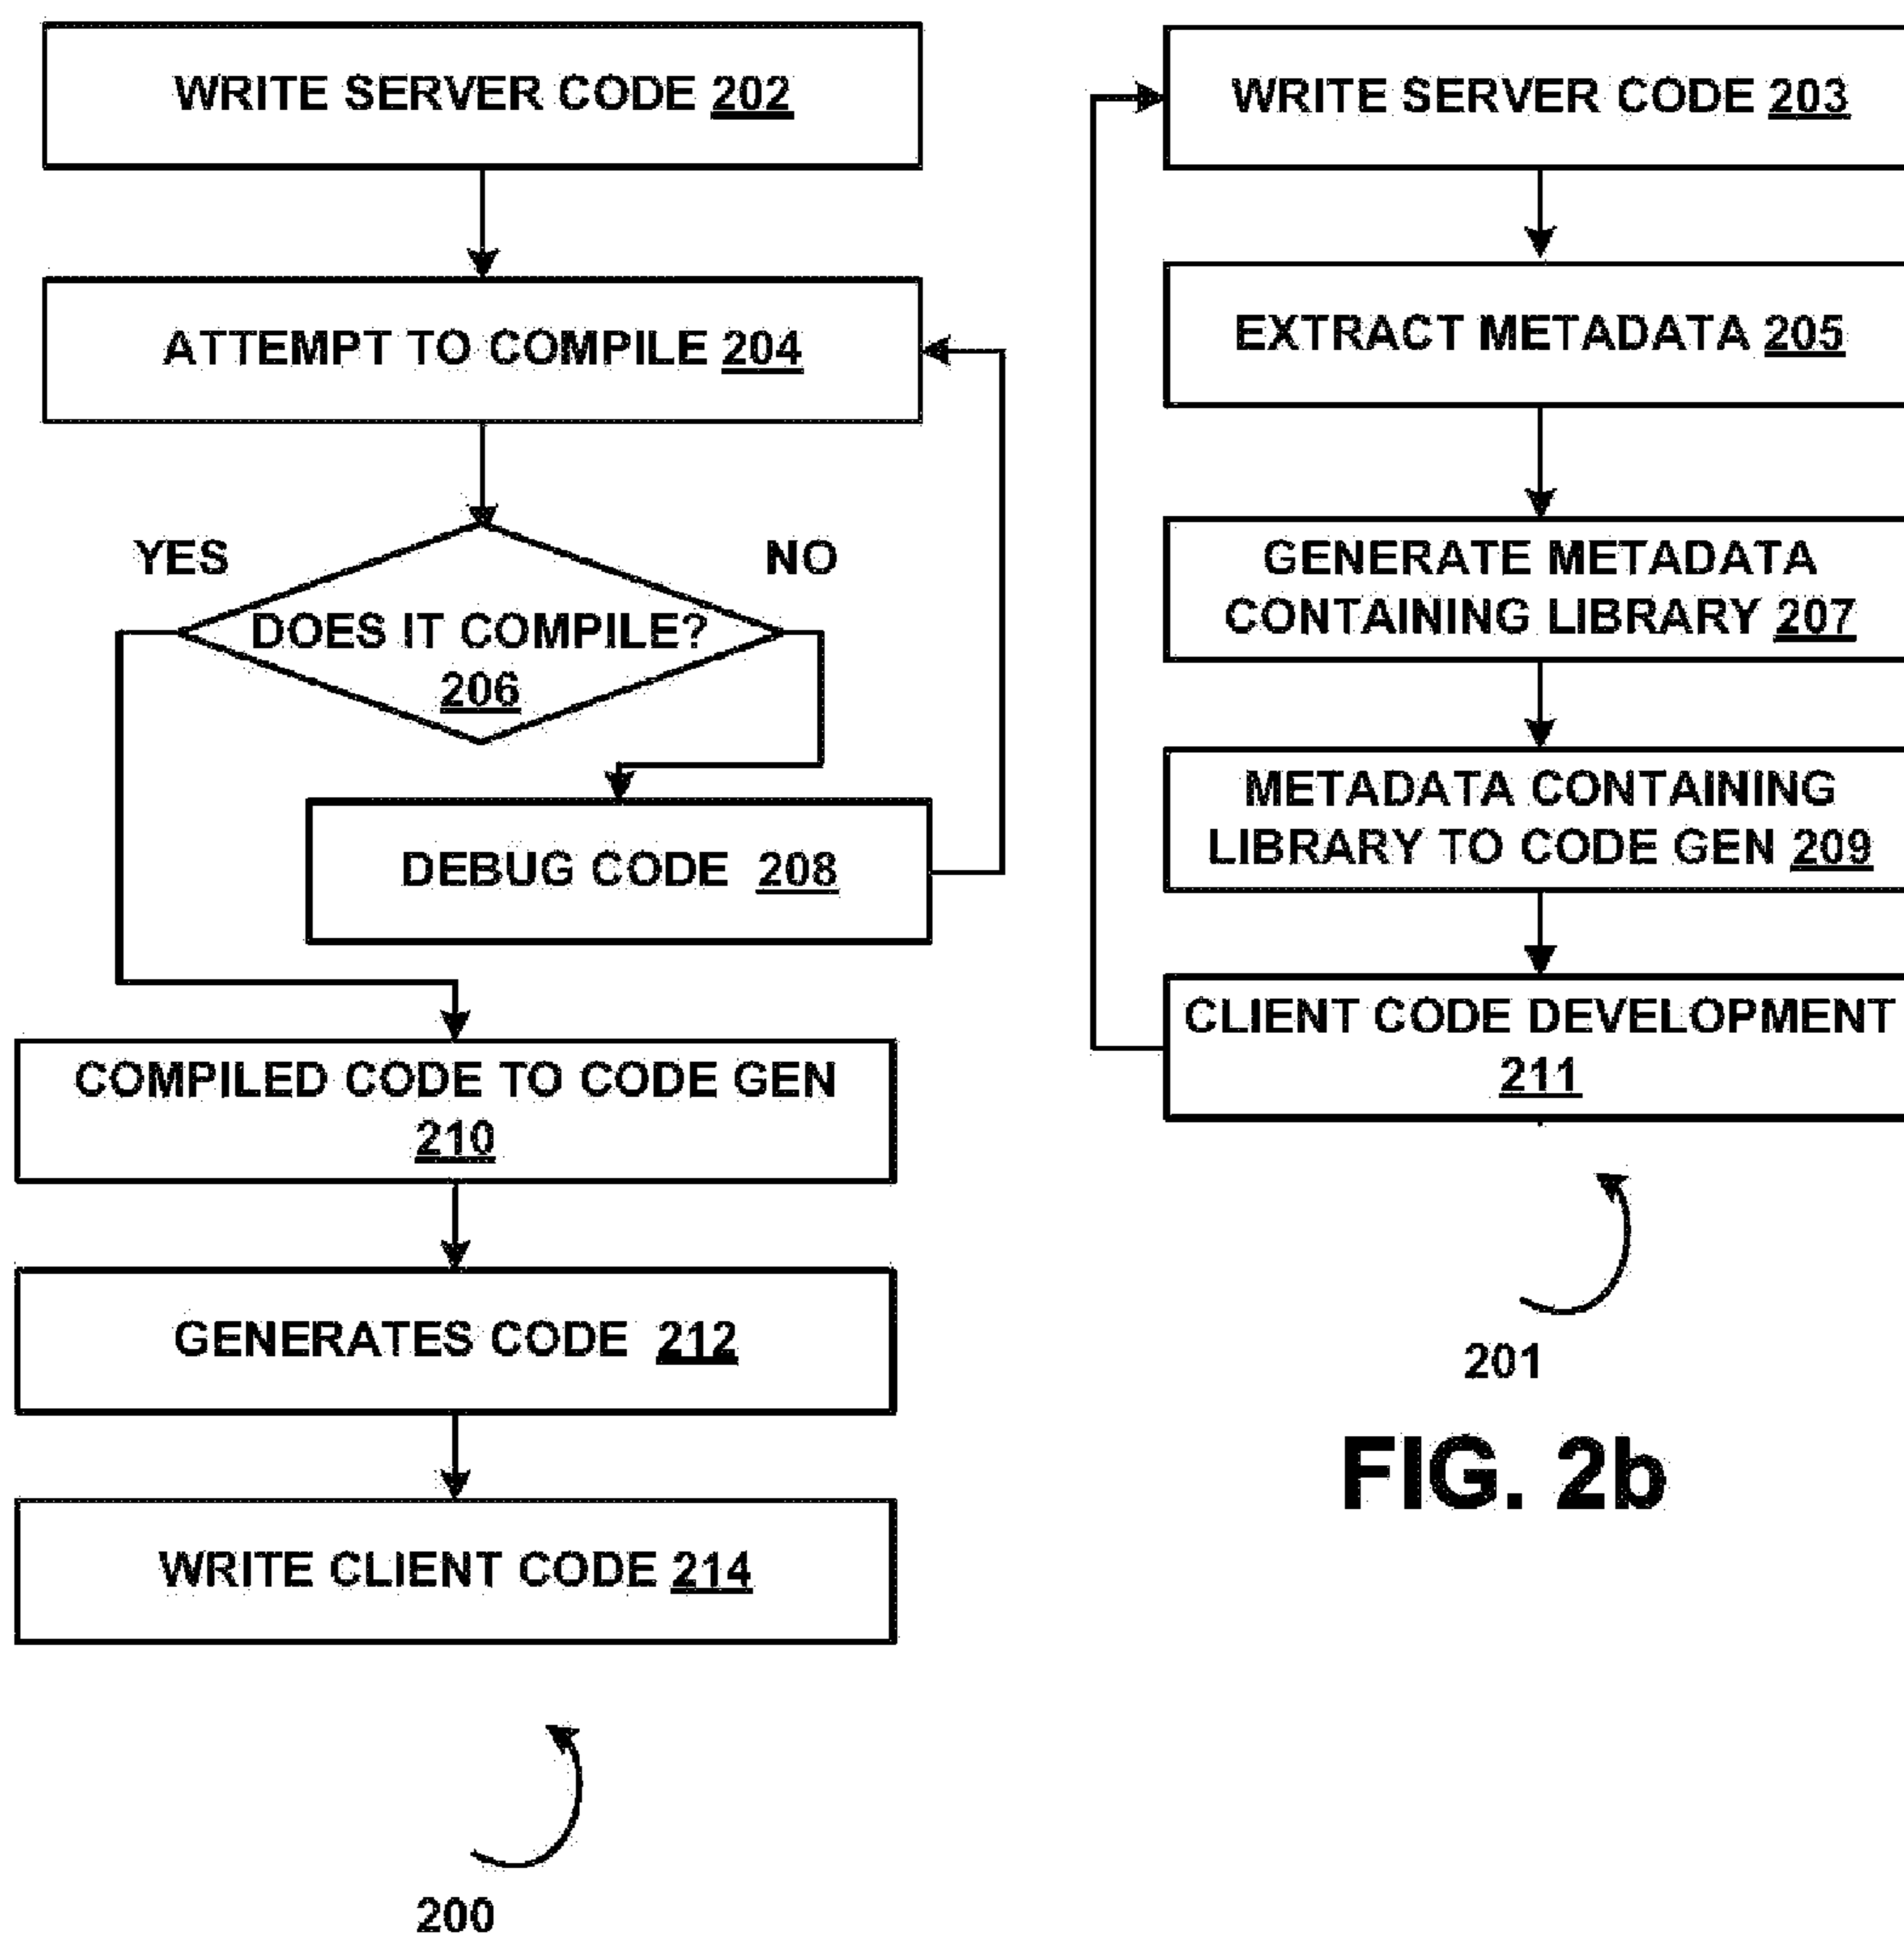 WRITE SERVER CODE 202
ATTEMPT TO COMPILE 204
YES
NO
DOES IT COMPILE?
206
DEBUG CODE 208
COMPILED CODE TO CODE GEN
210
GENERATES CODE 212
WRITE CLIENT CODE 214
200
WRITE SERVER CODE 203
EXTRACT METADATA 205
GENERATE METADATA
CONTAINING LIBRARY 207
METADATA CONTAINING
LIBRARY TO CODE GEN 209
CLIENT CODE DEVELOPMENT
211
201
FIG. 2b